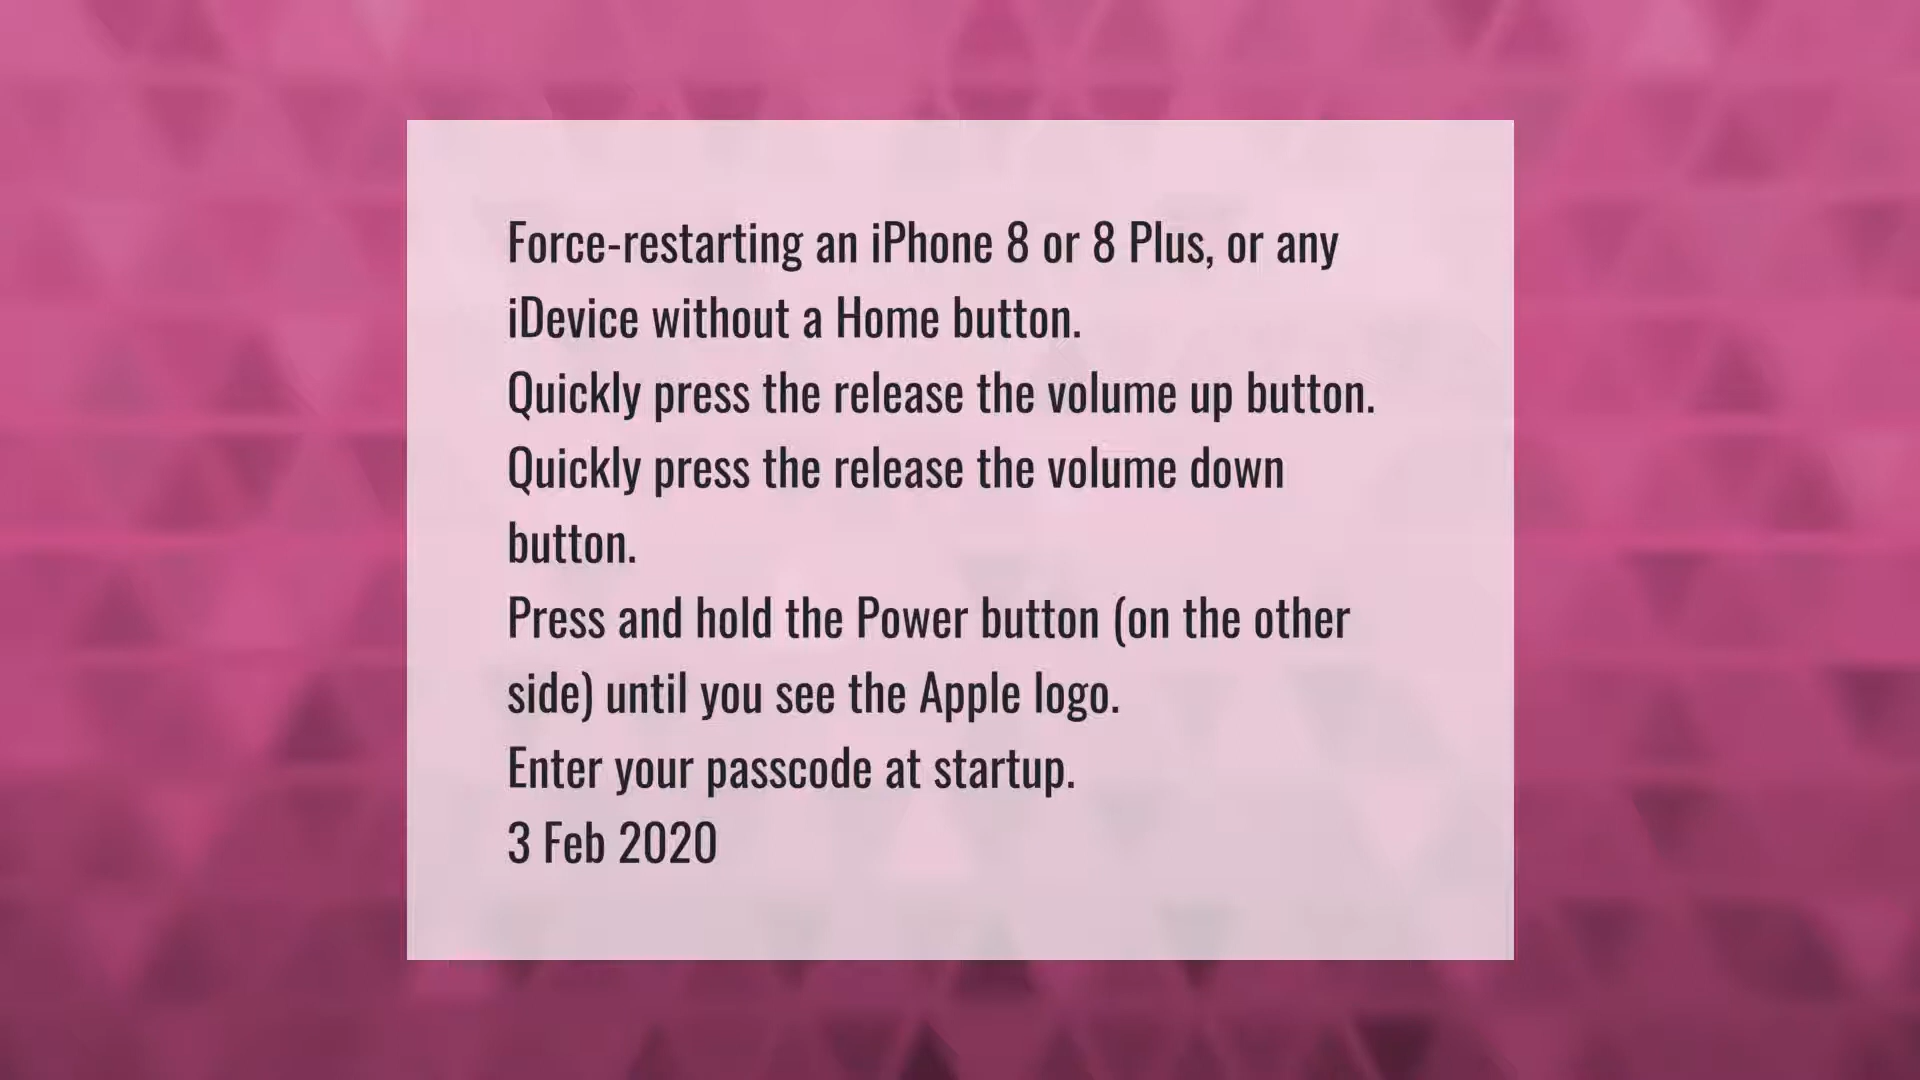 Force-restarting an iPhone 8 or 8 Plus, or any
iDevice without a Home button.
Quickly press the release the volume up button.
Quickly press the release the volume down
button.
Press and hold the Power button (on the other
side) until you see the Apple logo.
Enter your passcode at startup.
3 Feb 2020